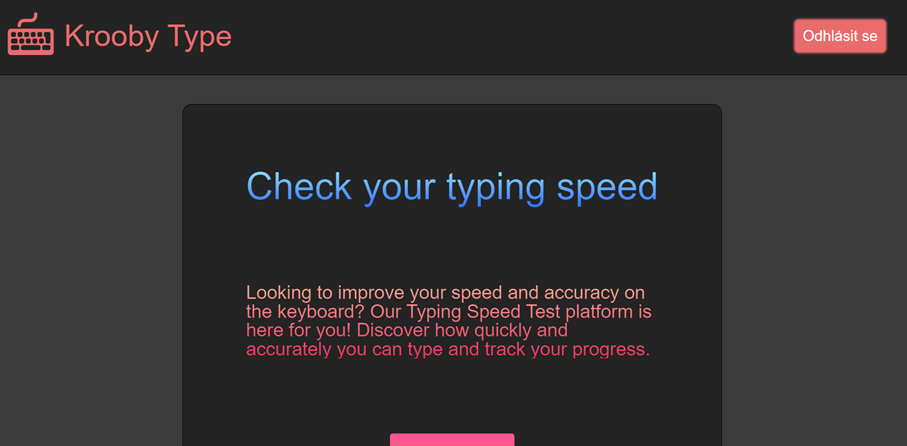 Krooby Type
Odhlásit se
Check your typing speed
Looking to improve your speed and accuracy on
the keyboard? Our Typing Speed Test platform is
here for you! Discover how quickly and
accurately you can type and track your progress.